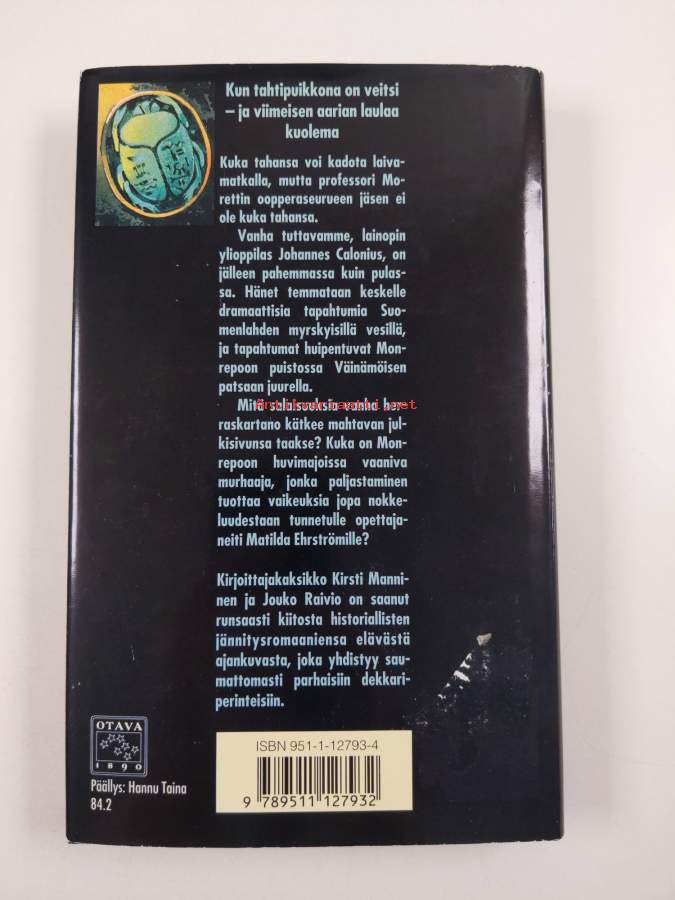 Kun tahtipuikkona on veitsi
– ja viimeisen aarian laulaa
kuolema
Kuka tahansa voi kadota laiva-
matkalla, mutta professori Mo-
rettin oopperaseurueen jäsen ei
ole kuka tahansa.
Vanha tuttavamme, lainopin
ylioppilas Johannes Calonius, on
jälleen pahemmassa kuin pulas-
sa. Hänet temmataan keskelle
dramaattisia tapahtumia Suo-
menlahden myrskyisillä vesillä,
ja tapahtumat huipentuvat Mon-
repoon puistossa Väinämöisen
patsaan juurella.
Mitä salaisuuksia vanha her-
raskartano kätkee mahtavan jul-
kisivunsa taakse? Kuka on Mon-
repoon huvimajoissa vaaniva
murhaaja, jonka paljastaminen
tuottaa vaikeuksia jopa nokke-
luudestaan tunnetulle opettaja-
neiti Matilda Ehrströmille?
Kirjoittajakaksikko Kirsti Manni-
nen ja Jouko Raivio on saanut
runsaasti kiitosta historiallisten
jännitysromaaniensa elävästä
ajankuvasta, joka yhdistyy sau-
mattomasti parhaisiin dekkari-
perinteisiin.
OTAVA
1890
Päällys: Hannu Taina
84.2
ISBN 951-1-12793-4
9 789511 127932